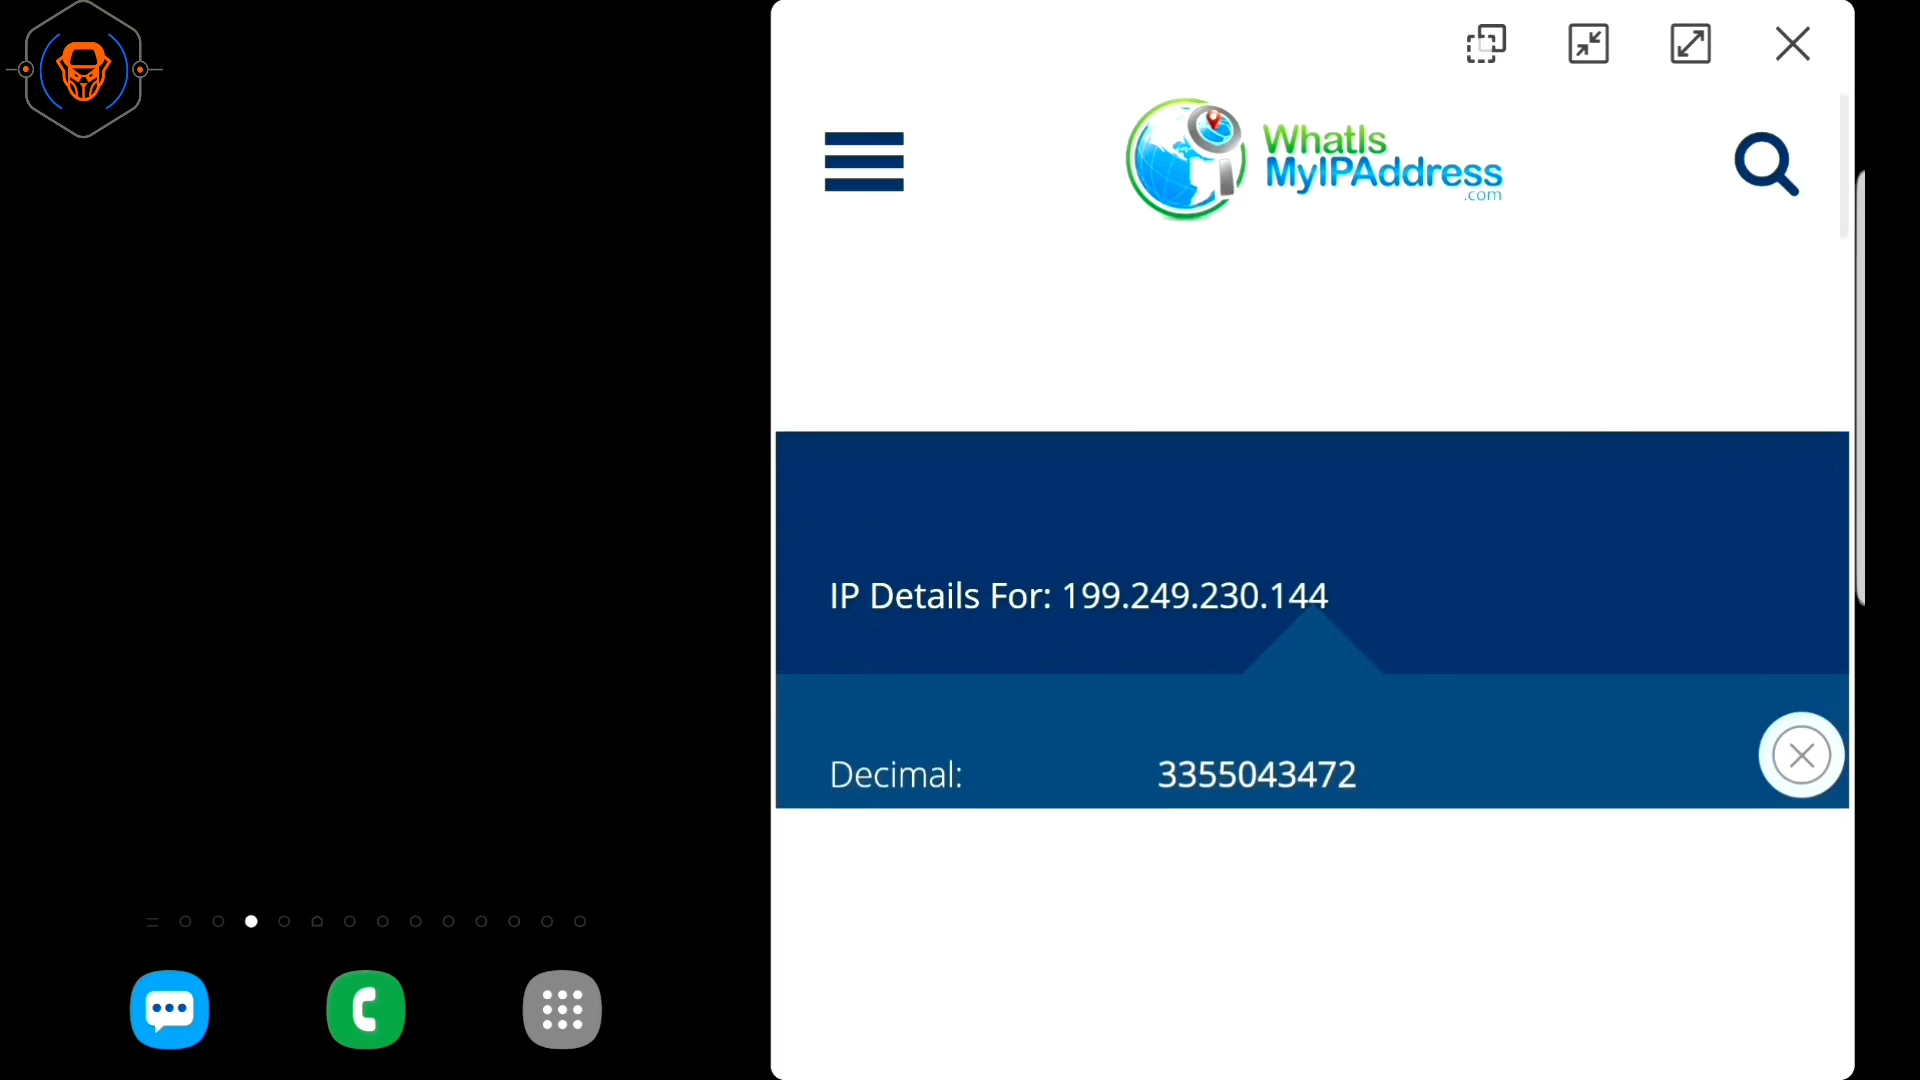 WhatIs
MyIPAddress
.com
IP Details For: 199.249.230.144
Decimal: 3355043472